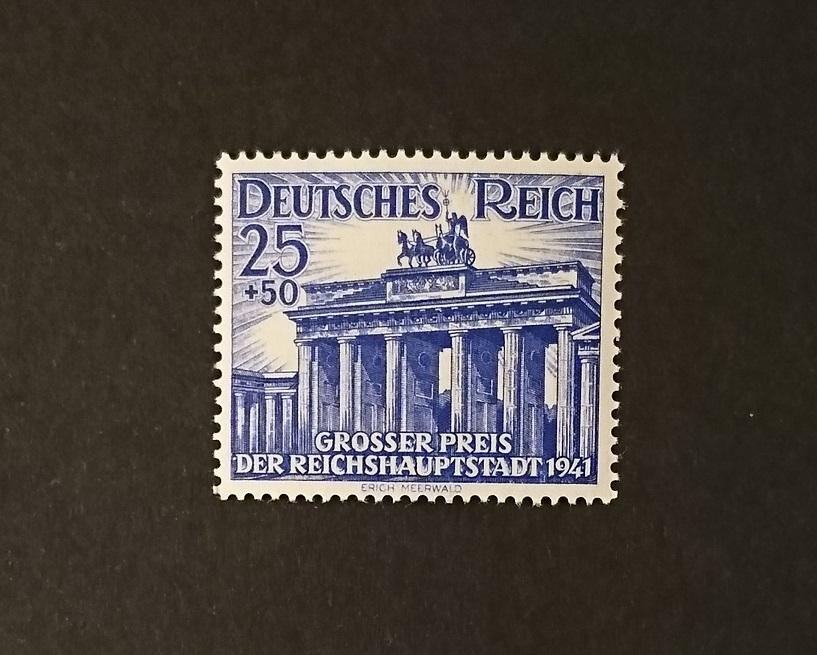 DEUTSCHES REICH
25
+50
GROSSER PREIS
DER REICHSHAUPTSTADT 1941
ERICH MEERWALD